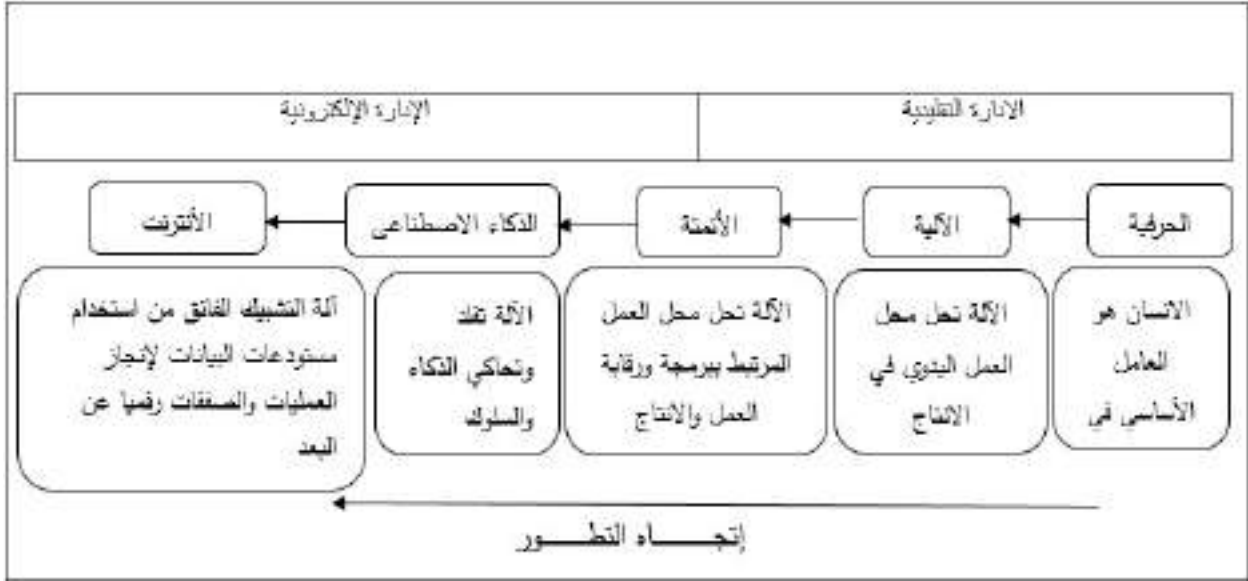 الادارة التقليدية
الإدارة الإلكترونية
الحرفية
الآلية
الأتمتة
الذكاء الاصطناعي
الأنترنت
الانسان هو
العامل
الأساسي في
الآلة تحل محل
العمل اليدوي في
الانتاج
الآلة تحل محل العمل
المرتبط ببرمجة ورقابة
العمل والانتاج
الآلة تقلد
وتحاكي الذكاء
والسلوك
آلة التشبيك الفائق من استخدام
مستودعات البيانات لإنجاز
العمليات والصفقات رقميا عن
البعد
إتجـــــاه التطـــــور